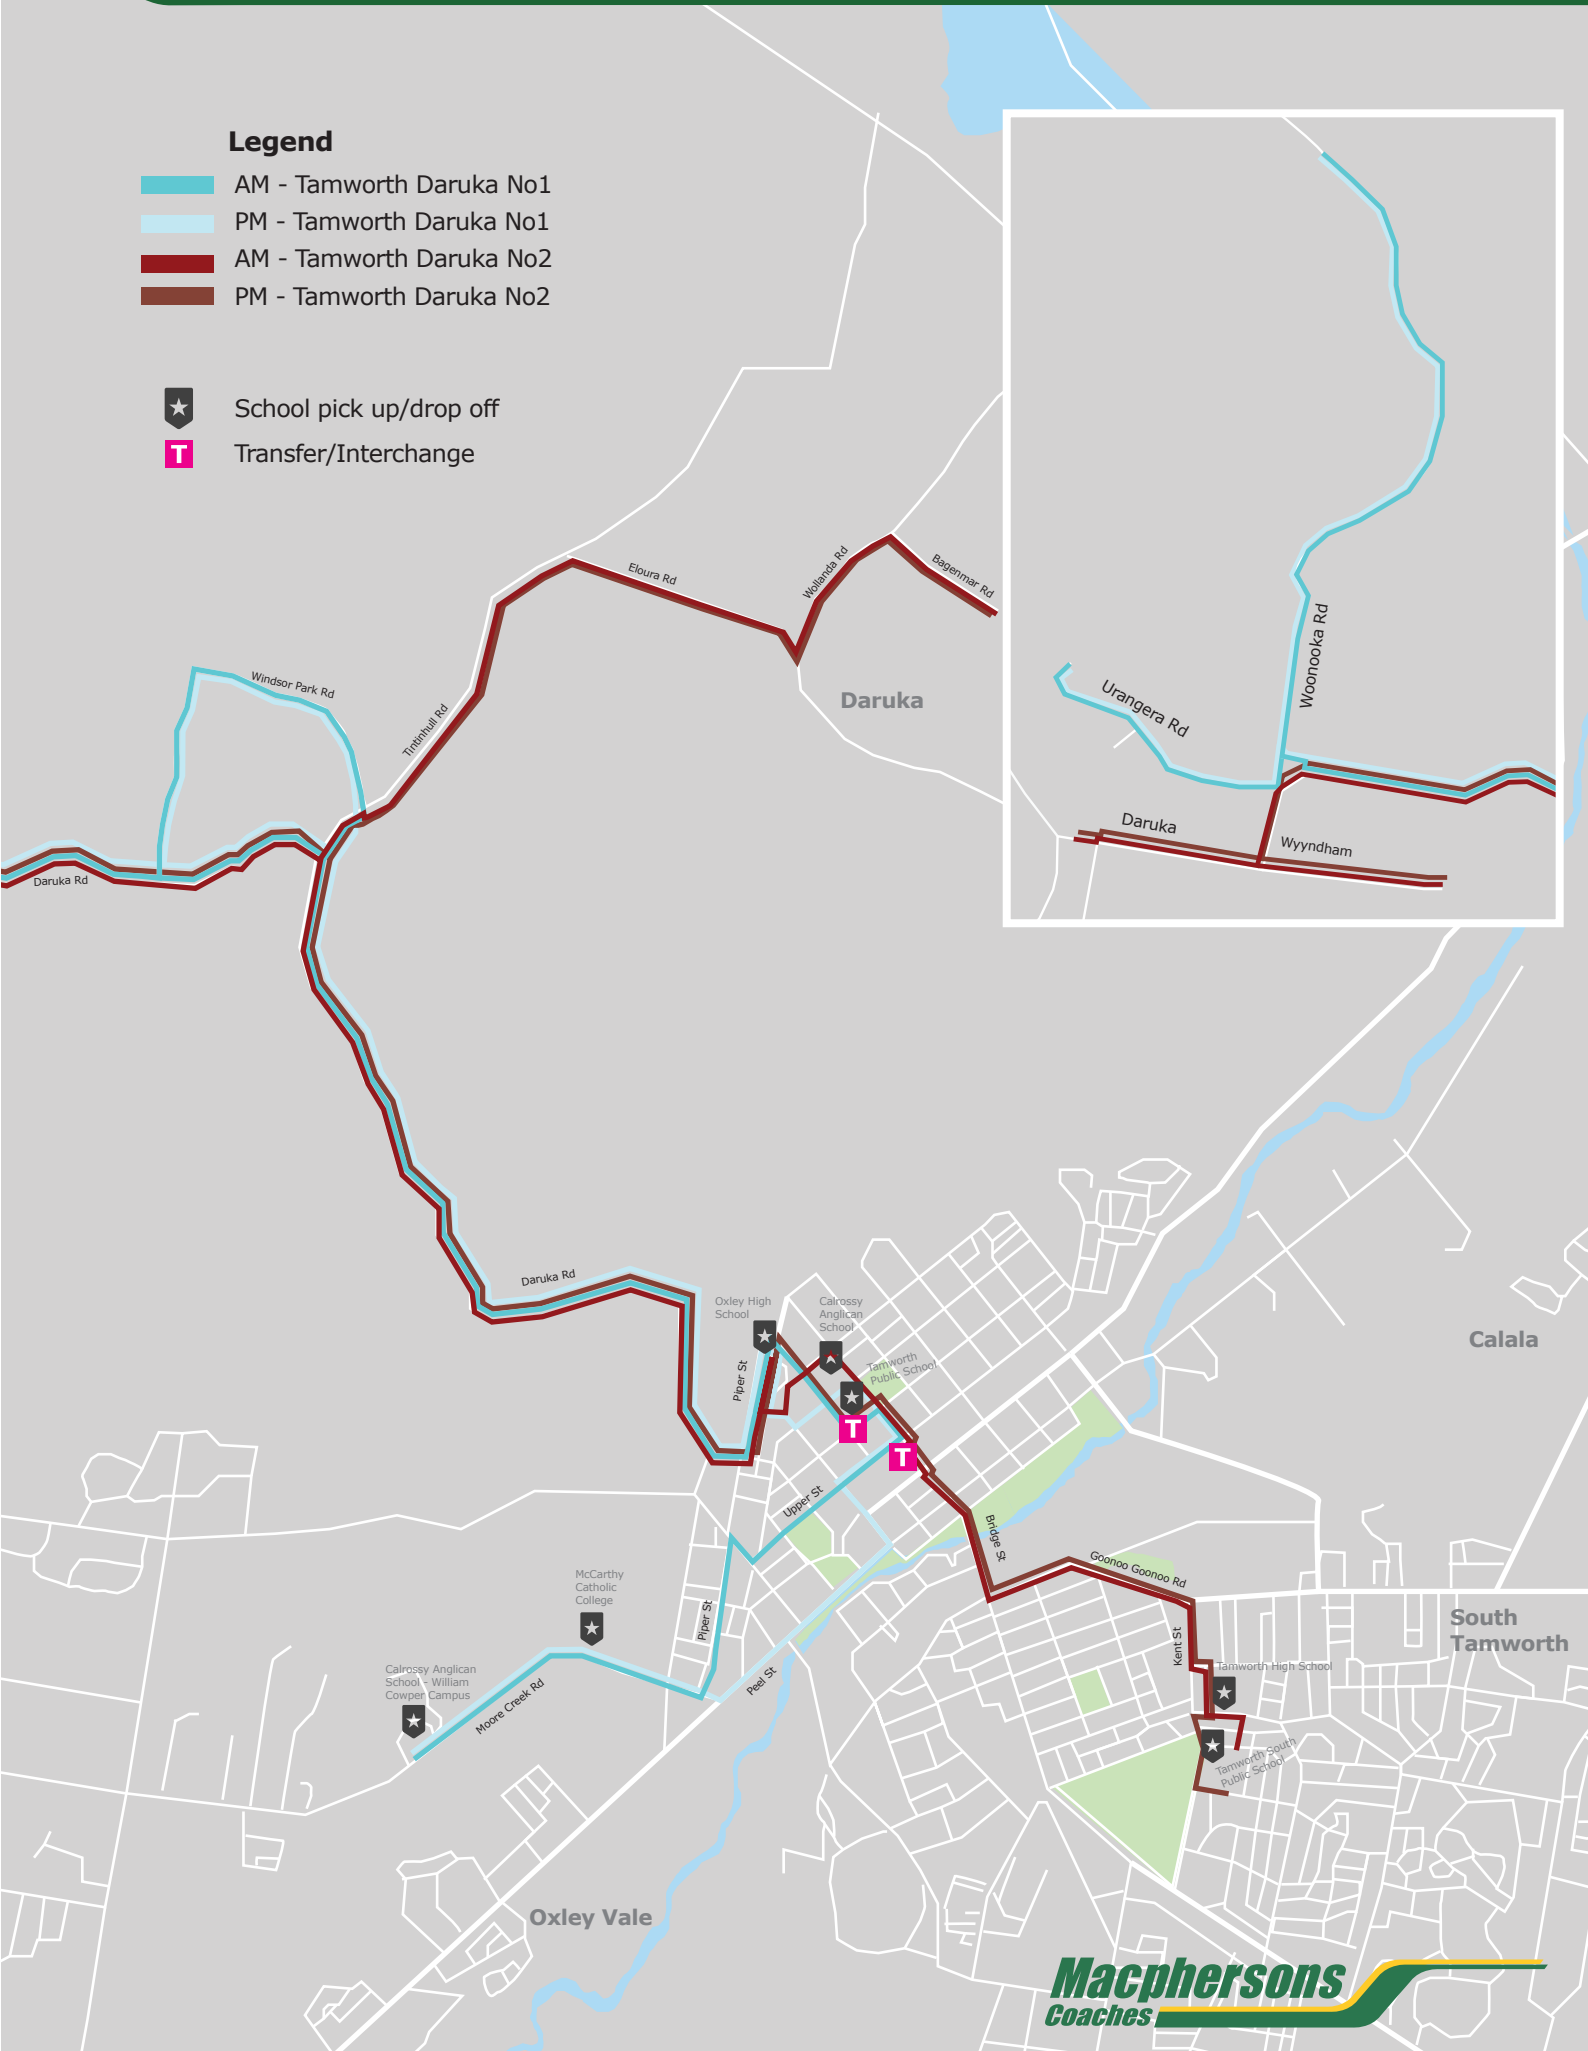 Legend
AM - Tamworth Daruka No1
PM - Tamworth Daruka No1
AM - Tamworth Daruka No2
PM - Tamworth Daruka No2
School pick up/drop off
T
Transfer/Interchange
Eloura Rd
Wollanda Rd
Bagenmar Rd
Daruka
Windsor Park Rd
Tintinhull Rd
Daruka Rd
Woonooka Rd
Urangera Rd
Daruka
Wyyndham
Daruka Rd
Oxley High
School
Calrossy
Anglican
School
Tamworth
Public School
Piper St
T
T
Calala
Upper St
Bridge St
Goonoo Goonoo Rd
McCarthy
Catholic
College
Piper St
Kent St
South
Tamworth
Tamworth High School
Calrossy Anglican
School - William
Cowper Campus
Moore Creek Rd
Peel St
Tamworth South
Public School
Oxley Vale
Macphersons
Coaches